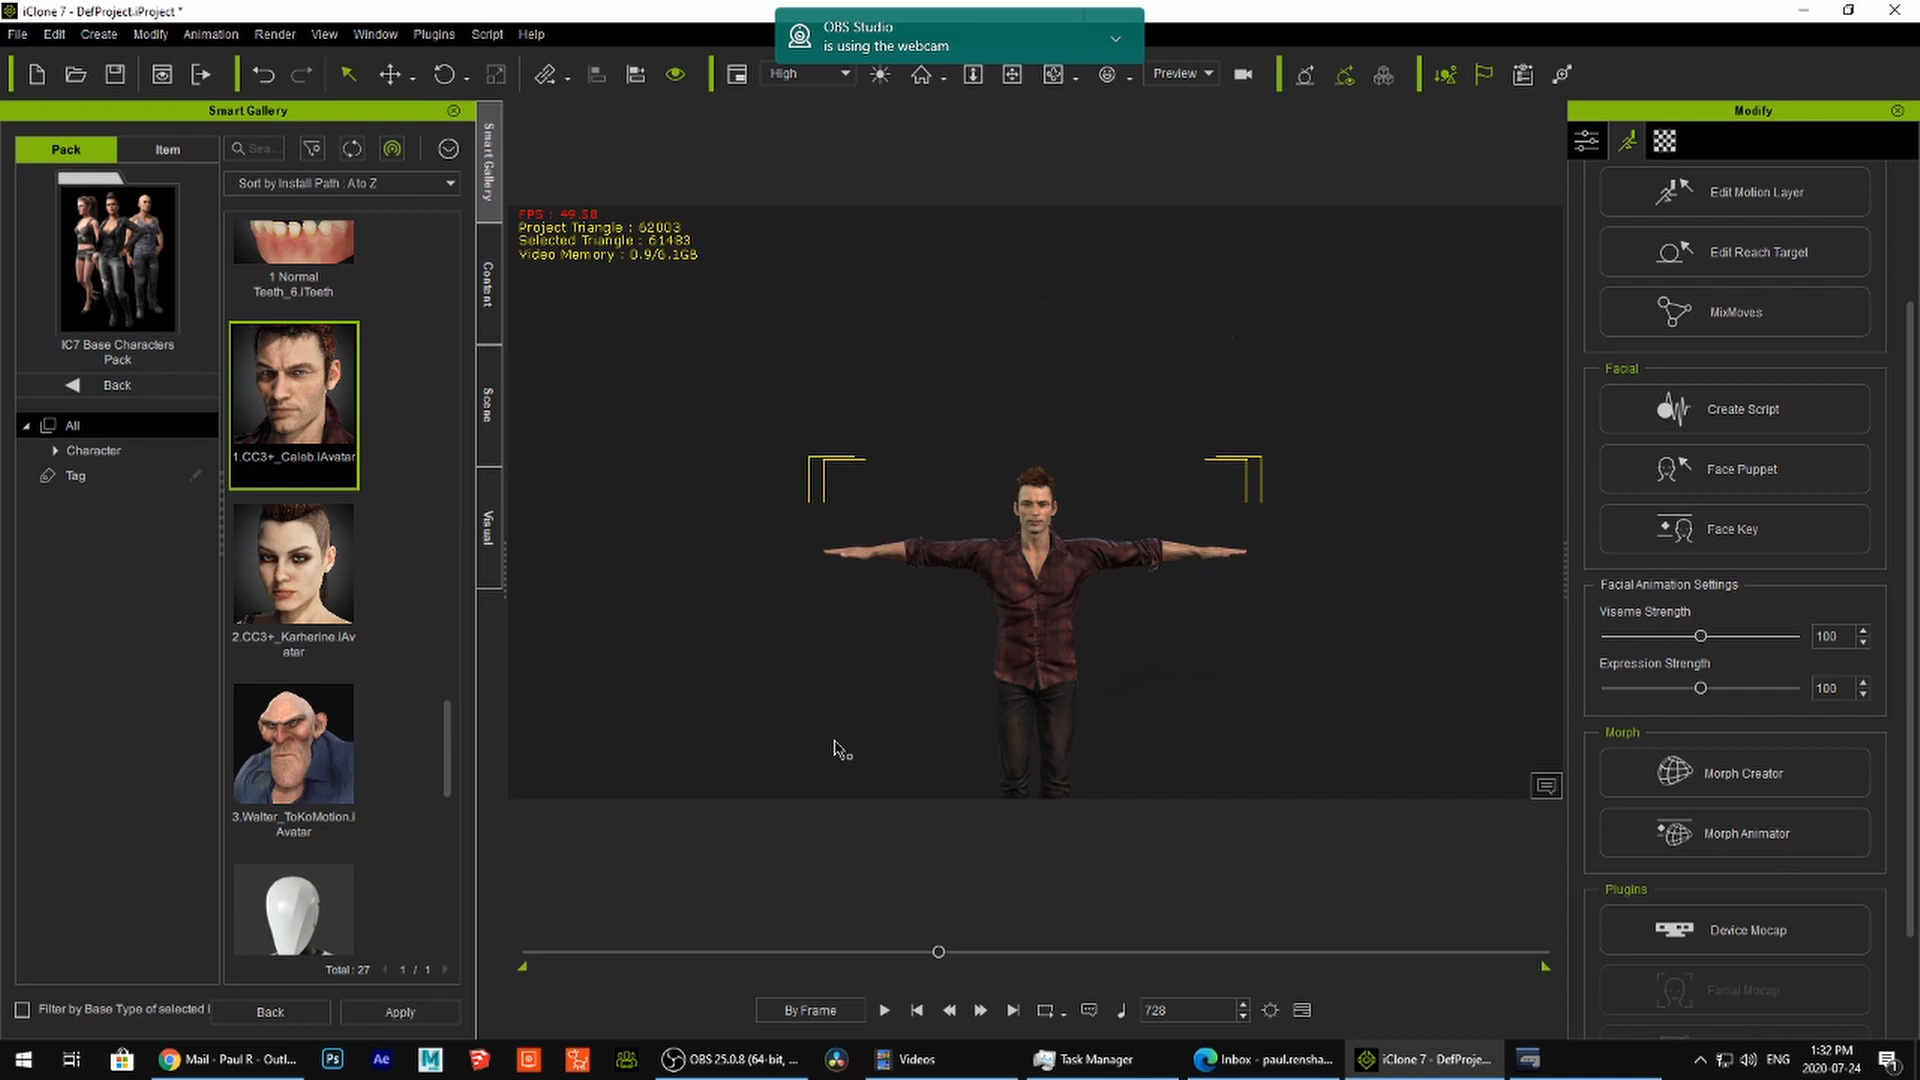 iClone 7 - DefProject.iProject *
File Edit Create Modify Animation Render View Window Plugins Script Help
OBS Studio
is using the webcam
High
Preview
Smart Gallery
Modify
Pack Item
Sea...
Sort by Install Path : A to Z
IC7 Base Characters
Pack
Back
All
Character
Tag
1 Normal
Teeth_6.iTeeth
1.CC3+_Caleb.iAvatar
2.CC3+_Karherine.iAv
atar
3.Walter_ToKoMotion.i
Avatar
Total : 27 1 / 1
Filter by Base Type of selected I
Back Apply
Smart Gallery
Content
Scene
Visual
FPS : 49.58
Project Triangle : 62003
Selected Triangle : 61483
Video Memory : 0.9/6.1GB
By Frame
728
Edit Motion Layer
Edit Reach Target
MixMoves
Facial
Create Script
Face Puppet
Face Key
Facial Animation Settings
Viseme Strength
100
Expression Strength
100
Morph
Morph Creator
Morph Animator
Plugins
Device Mocap
Facial Mocap
Mail - Paul R - Outl...
Ps
Ae
M
OBS 25.0.8 (64-bit, ...
Videos
Task Manager
Inbox - paul.rensha...
iClone 7 - DefProje...
ENG
1:32 PM
2020-07-24
1